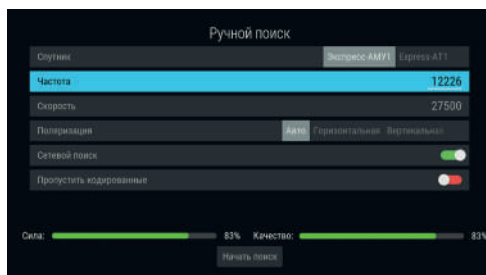 Ручной поиск
Спутник Экспресс-АМУ1 Express-AT1
Частота 12226
Скорость 27500
Поляризация Авто Горизонтальная Вертикальная
Сетевой поиск
Пропустить кодированные
Сила: 83% Качество: 83%
Начать поиск